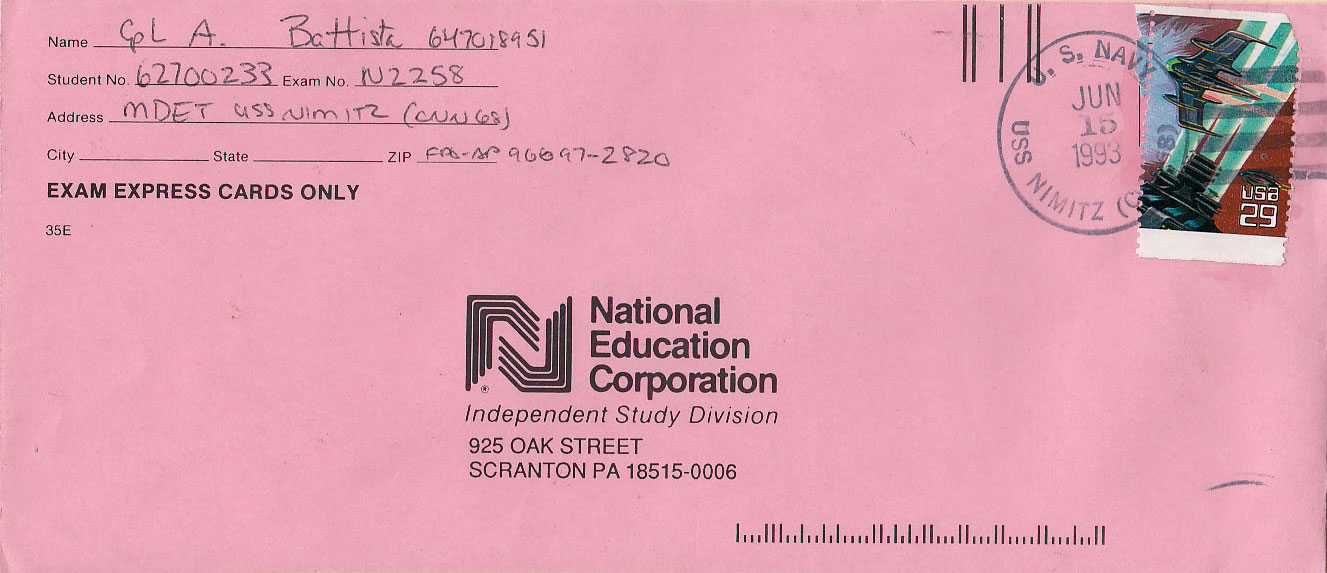 Name Cpl A. Battista 647018951
Student No. 62700233 Exam No. N2258
Address MDET USS NIMITZ (CVN 68)
City State ZIP FPO-AP 96697-2820
EXAM EXPRESS CARDS ONLY
35E
U. S. NAVY
JUN
15
1993
USS NIMITZ (C 68)
USA
29
N
®
National
Education
Corporation
Independent Study Division
925 OAK STREET
SCRANTON PA 18515-0006